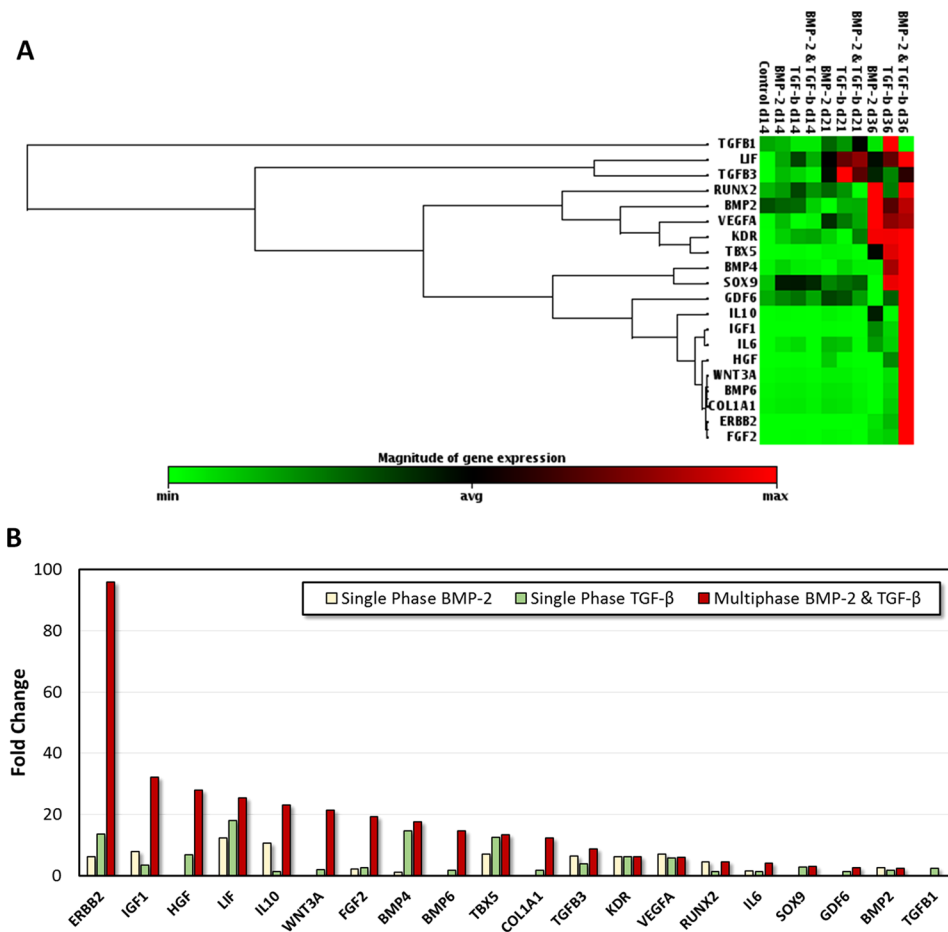 A
Control d14
BMP-2 d14
TGF-b d14
BMP-2 & TGF-b d14
BMP-2 d21
TGF-b d21
BMP-2 & TGF-b d21
BMP-2 d36
TGF-b d36
BMP-2 & TGF-b d36
TGFB1
LIF
TGFB3
RUNX2
BMP2
VEGFA
KDR
TBX5
BMP4
SOX9
GDF6
IL10
IGF1
IL6
HGF
WNT3A
BMP6
COL1A1
ERBB2
FGF2
Magnitude of gene expression
min avg max
B
Fold Change
100
80
60
40
20
0
Single Phase BMP-2 Single Phase TGF-β Multiphase BMP-2 & TGF-β
ERBB2
IGF1
HGF
LIF
IL10
WNT3A
FGF2
BMP4
BMP6
TBX5
COL1A1
TGFB3
KDR
VEGFA
RUNX2
IL6
SOX9
GDF6
BMP2
TGFB1